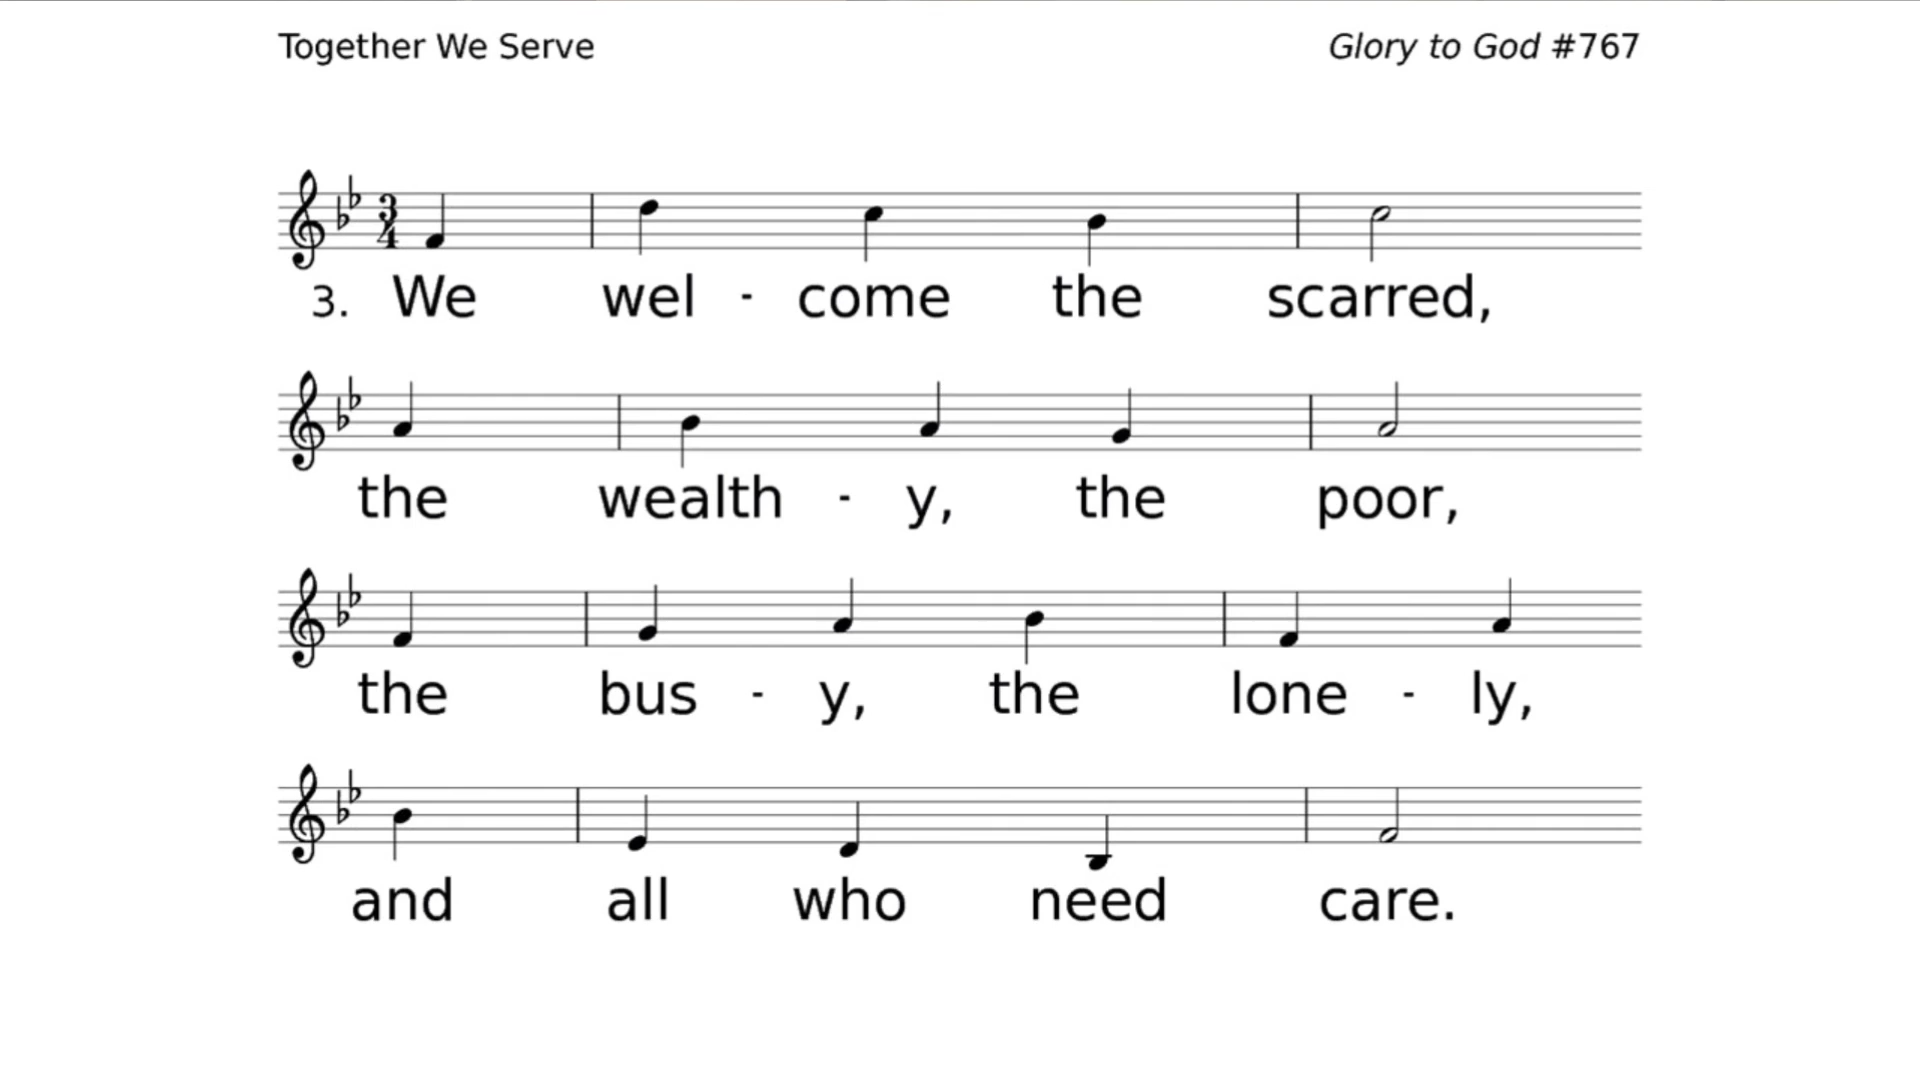 Together We Serve Glory to God #767
3. We wel - come the scarred,
the wealth - y, the poor,
the bus - y, the lone - ly,
and all who need care.